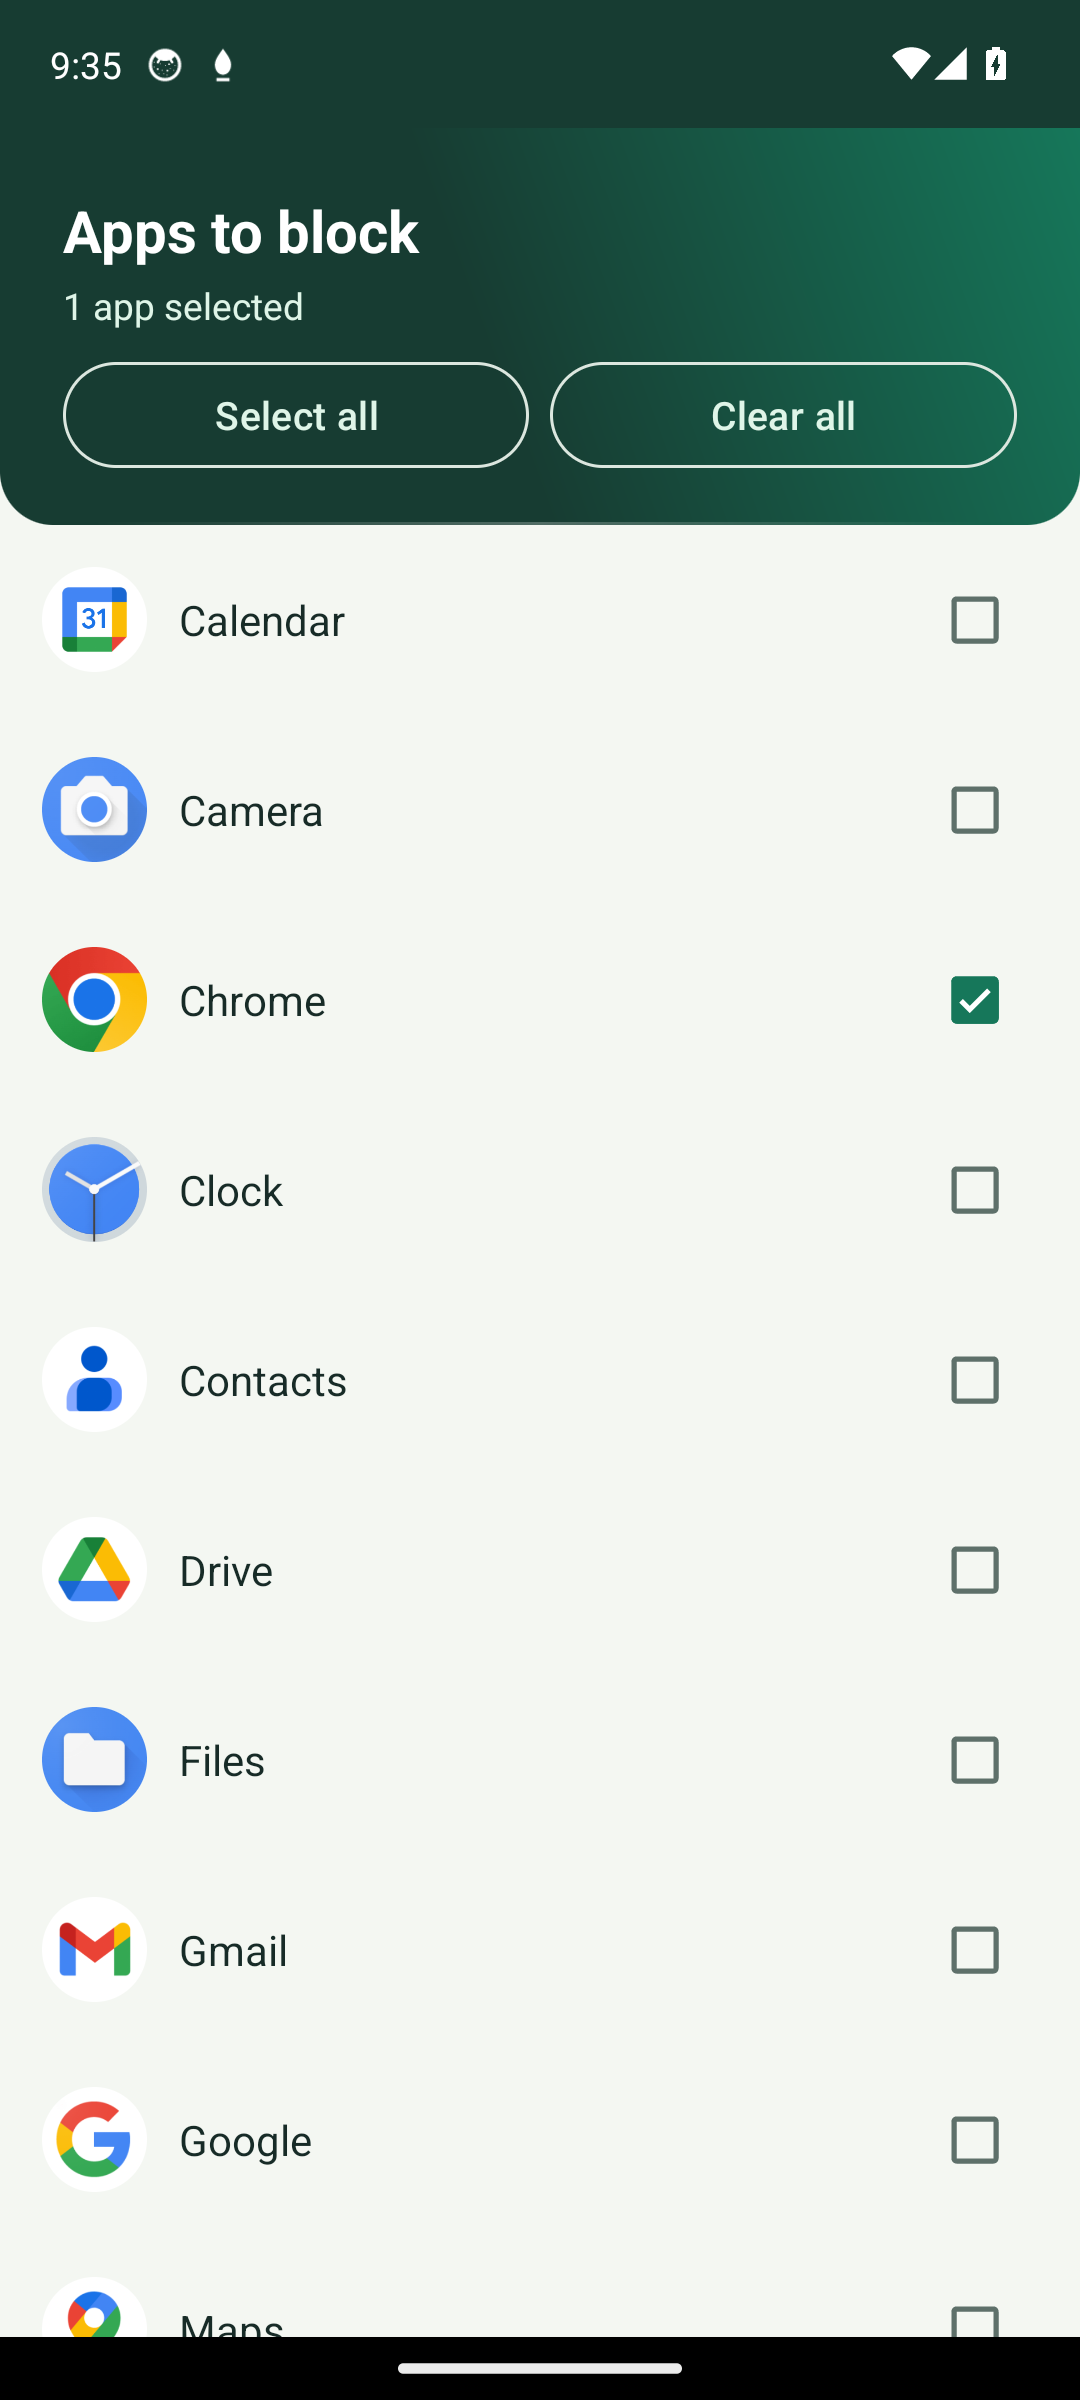 9:35
Apps to block
1 app selected
Select all
Clear all
31
Calendar
Camera
Chrome
Clock
Contacts
Drive
Files
Gmail
Google
Maps